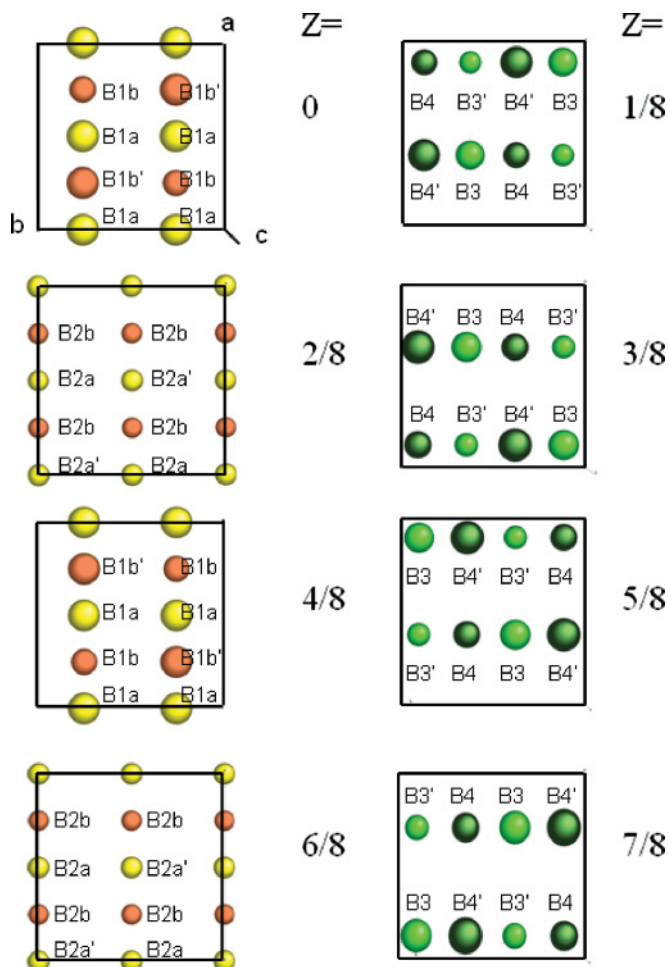 a Z= Z=
B1b B1b' B4 B3' B4' B3
0 1/8
B1a B1a
B1b' B1b B4' B3 B4 B3'
B1a B1a
b c
B4' B3 B4 B3'
B2b B2b
2/8 3/8
B2a B2a'
B2b B2b B4 B3' B4' B3
B2a' B2a
B1b' B1b B3 B4' B3' B4
4/8 5/8
B1a B1a
B1b B1b'
B3' B4 B3 B4'
B1a B1a
B3' B4 B3 B4'
B2b B2b
6/8 7/8
B2a B2a'
B2b B2b B3 B4' B3' B4
B2a' B2a